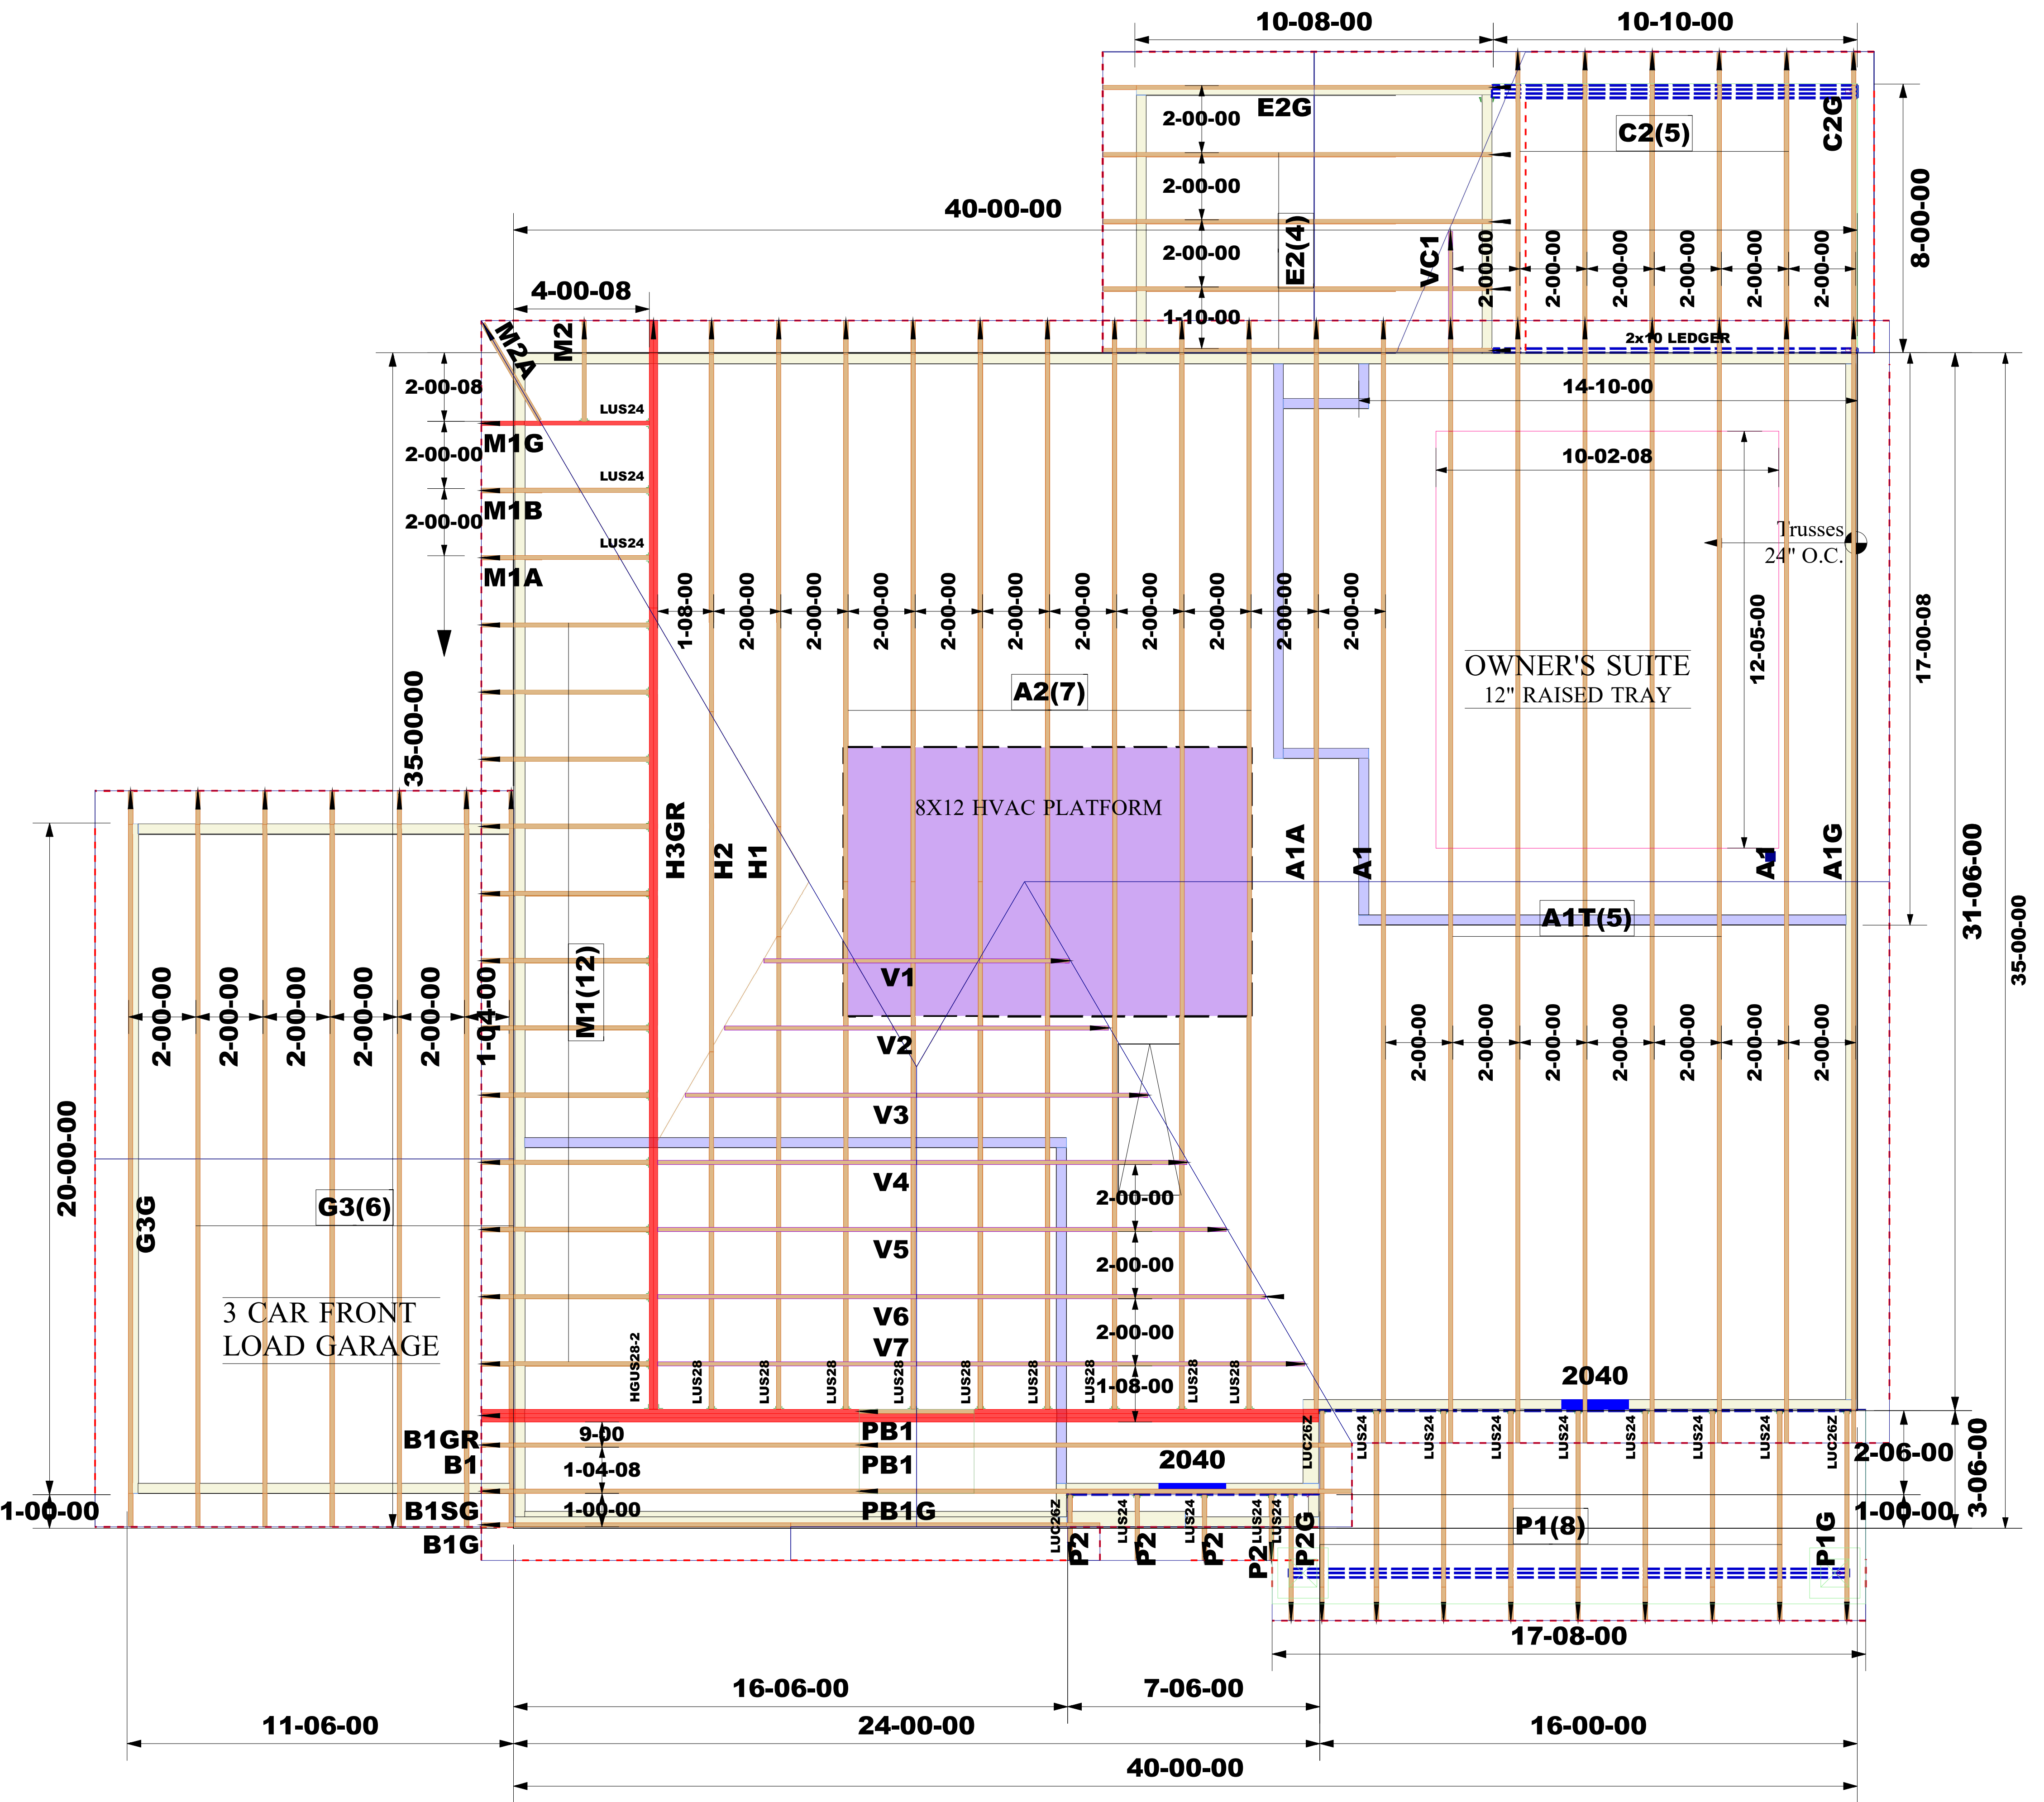 10-08-00
10-10-00
E2G
C2(5)
C2G
2-00-00
2-00-00
2-00-00
1-10-00
E2(4)
VC1
8-00-00
40-00-00
4-00-08
2-00-00
2-00-00
2-00-00
2-00-00
2-00-00
2-00-00
2x10 LEDGER
M2A
M2
2-00-08
LUS24
M1G
2-00-00
LUS24
M1B
2-00-00
LUS24
M1A
14-10-00
10-02-08
Trusses
24" O.C.
12-05-00
17-00-08
31-06-00
35-00-00
35-00-00
1-08-00
2-00-00
2-00-00
2-00-00
2-00-00
2-00-00
2-00-00
2-00-00
2-00-00
2-00-00
2-00-00
OWNER'S SUITE
12" RAISED TRAY
A2(7)
8X12 HVAC PLATFORM
H3GR
H2
H1
A1A
A1
A1
A1G
A1T(5)
M1(12)
2-00-00
2-00-00
2-00-00
2-00-00
2-00-00
1-04-00
V1
V2
V3
V4
V5
V6
V7
2-00-00
2-00-00
2-00-00
2-00-00
2-00-00
2-00-00
2-00-00
20-00-00
G3G
G3(6)
3 CAR FRONT
LOAD GARAGE
2-00-00
2-00-00
2-00-00
1-08-00
HGUS28-2
LUS28
LUS28
LUS28
LUS28
LUS28
LUS28
LUS28
LUS28
LUS28
2040
B1GR
9-00
PB1
B1
1-04-08
PB1
2040
B1SG
1-00-00
PB1G
B1G
1-00-00
LUC26Z
LUS24
LUS24
LUS24
LUS24
LUS24
LUS24
LUS24
LUC26Z
2-06-00
3-06-00
1-00-00
LUC26Z
LUS24
LUS24
LUS24
LUS24
P2
P2
P2
P2
P2G
P1(8)
P1G
17-08-00
16-06-00
7-06-00
11-06-00
24-00-00
16-00-00
40-00-00